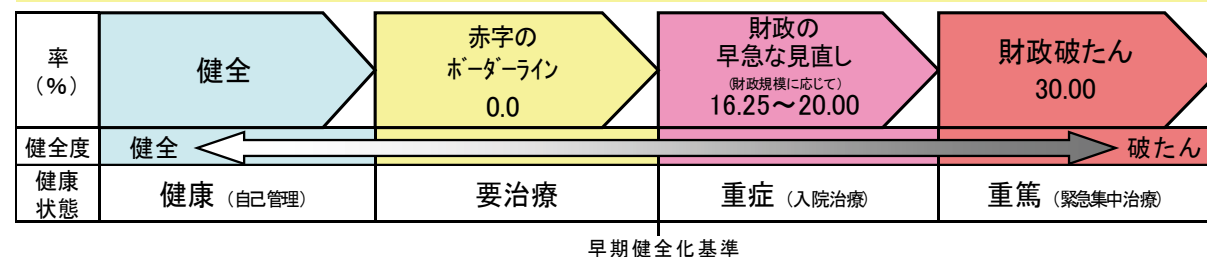 率
(%)
健全
赤字の
ボーダーライン
0.0
財政の
早急な見直し
(財政規模に応じて)
16.25～20.00
財政破たん
30.00
健全度
健全
破たん
健康
状態
健康 (自己管理)
要治療
重症 (入院治療)
重篤 (緊急集中治療)
早期健全化基準